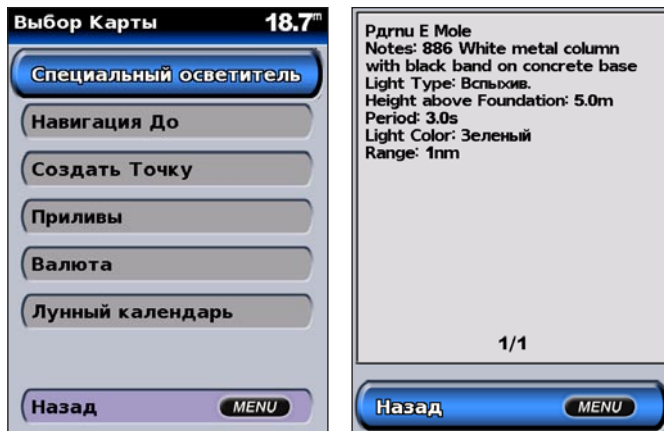 Выбор Карты 18.7m
Специальный осветитель
Навигация До
Создать Точку
Приливы
Валюта
Лунный календарь
Назад MENU
Pдгпu E Mole
Notes: 886 White metal column
with black band on concrete base
Light Type: Вспыхив.
Height above Foundation: 5.0m
Period: 3.0s
Light Color: Зеленый
Range: 1nm
1/1
Назад MENU